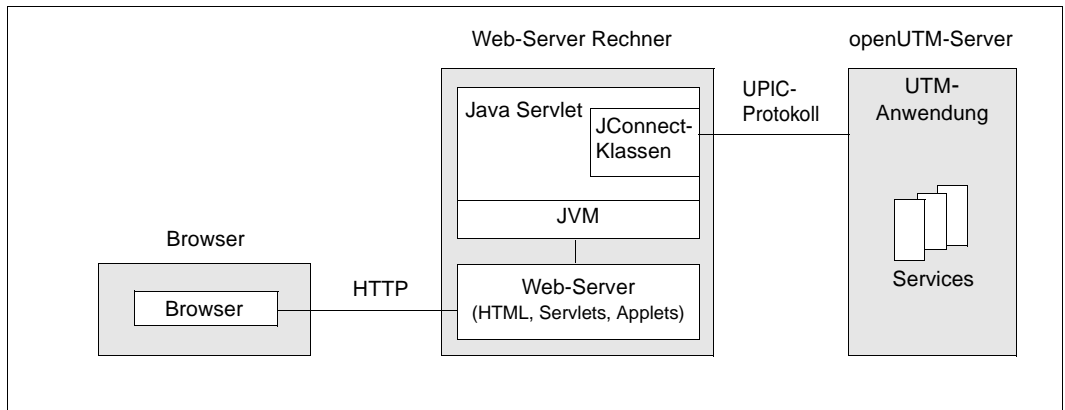 Web-Server Rechner
openUTM-Server
Java Servlet
JConnect-
Klassen
JVM
UPIC-
Protokoll
UTM-
Anwendung
Services
Browser
Browser
HTTP
Web-Server
(HTML, Servlets, Applets)